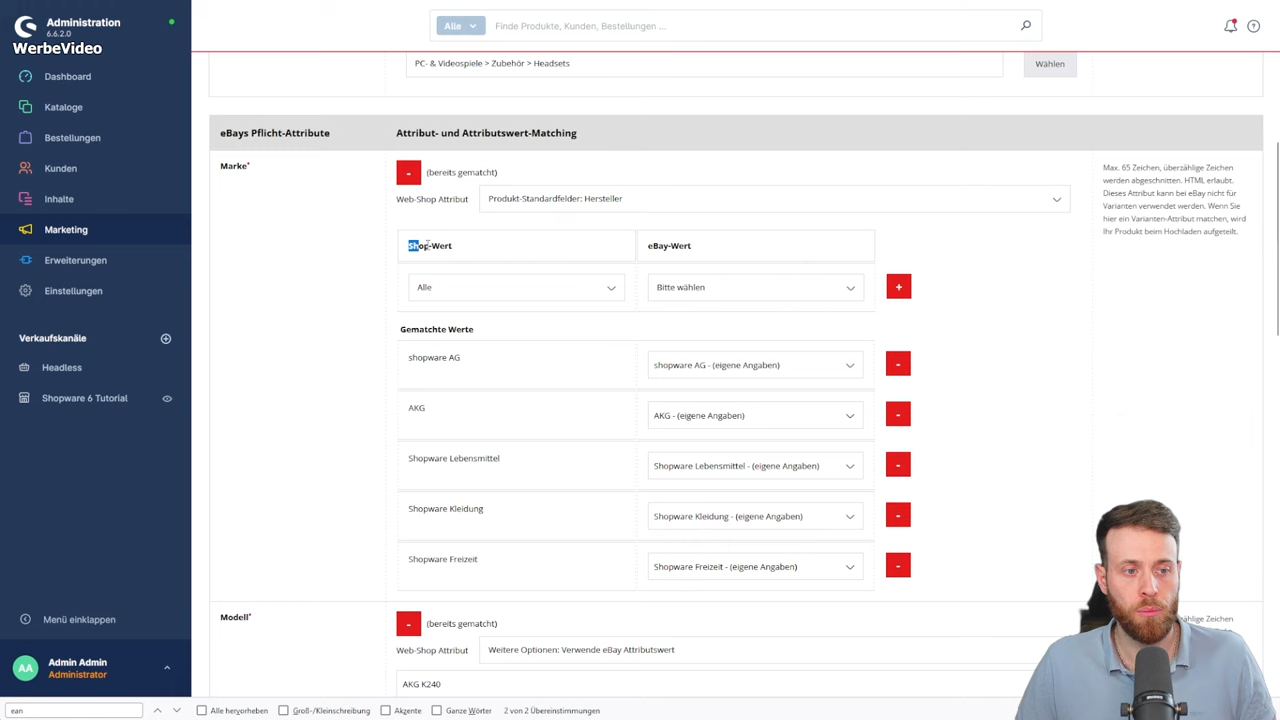 Administration
6.6.2.0
WerbeVideo
Alle
Finde Produkte, Kunden, Bestellungen ...
Dashboard
Kataloge
Bestellungen
Kunden
Inhalte
Marketing
Erweiterungen
Einstellungen
Verkaufskanäle
Headless
Shopware 6 Tutorial
Menü einklappen
AA
Admin Admin
Administrator
PC- & Videospiele > Zubehör > Headsets
Wählen
eBays Pflicht-Attribute
Attribut- und Attributswert-Matching
Marke*
- (bereits gematcht)
Web-Shop Attribut
Produkt-Standardfelder: Hersteller
Max. 65 Zeichen, überzählige Zeichen
werden abgeschnitten. HTML erlaubt.
Dieses Attribut kann bei eBay nicht für
Varianten verwendet werden. Wenn Sie
hier ein Varianten-Attribut matchen, wird
Ihr Produkt beim Hochladen aufgeteilt.
Shop-Wert
eBay-Wert
Alle
Bitte wählen
+
Gematchte Werte
shopware AG
shopware AG - (eigene Angaben)
-
AKG
AKG - (eigene Angaben)
-
Shopware Lebensmittel
Shopware Lebensmittel - (eigene Angaben)
-
Shopware Kleidung
Shopware Kleidung - (eigene Angaben)
-
Shopware Freizeit
Shopware Freizeit - (eigene Angaben)
-
Modell*
- (bereits gematcht)
Web-Shop Attribut
Weitere Optionen: Verwende eBay Attributswert
AKG K240
ean
Alle hervorheben
Groß-/Kleinschreibung
Akzente
Ganze Wörter
2 von 2 Übereinstimmungen